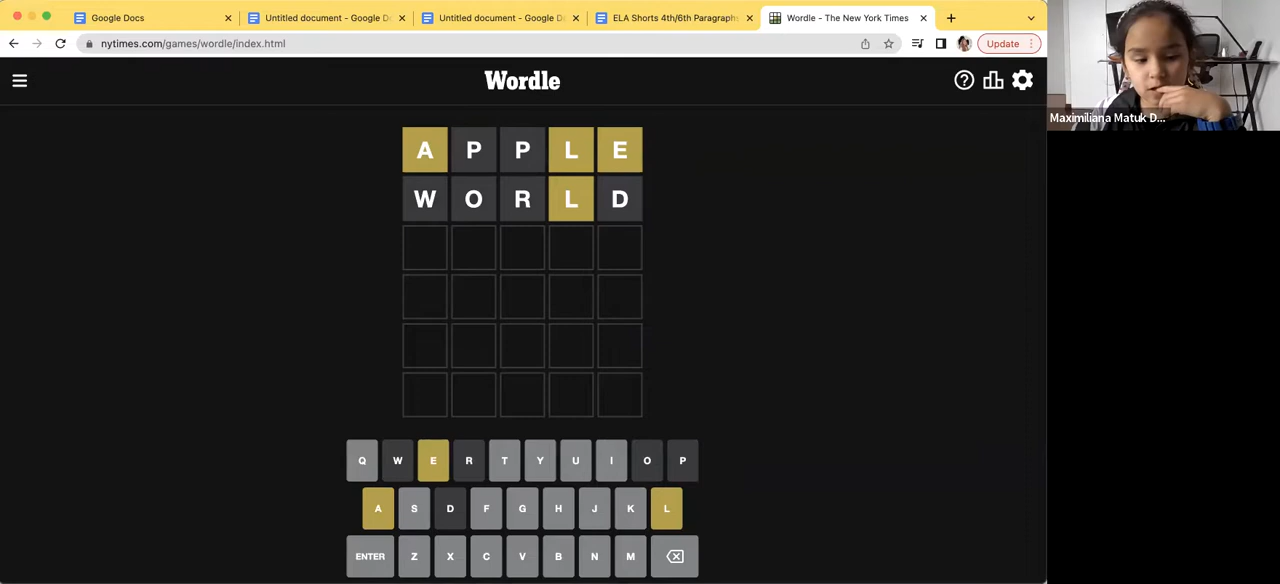 Google Docs
Untitled document - Google D
Untitled document - Google D
ELA Shorts 4th/6th Paragraphs
Wordle - The New York Times
nytimes.com/games/wordle/index.html
Update
Wordle
Maximiliana Matuk D...
A P P L E
W O R L D
Q W E R T Y U I O P
A S D F G H J K L
ENTER Z X C V B N M